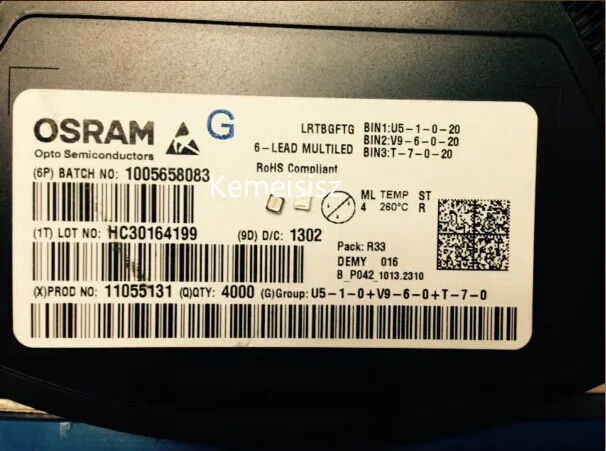 OSRAM G
Opto Semiconductors
LRTBGFTG BIN1:U5-1-0-20
BIN2:V9-6-0-20
6-LEAD MULTILED BIN3:T-7-0-20
RoHS Compliant
(6P) BATCH NO: 1005658083
Kemeisisz
ML TEMP ST
4 260°C R
(1T) LOT NO: HC30164199 (9D) D/C: 1302
Pack: R33
DEMY 016
B_P042_1013.2310
(X)PROD NO: 11055131 (Q)QTY: 4000 (G)Group: U5-1-0+V9-6-0+T-7-0